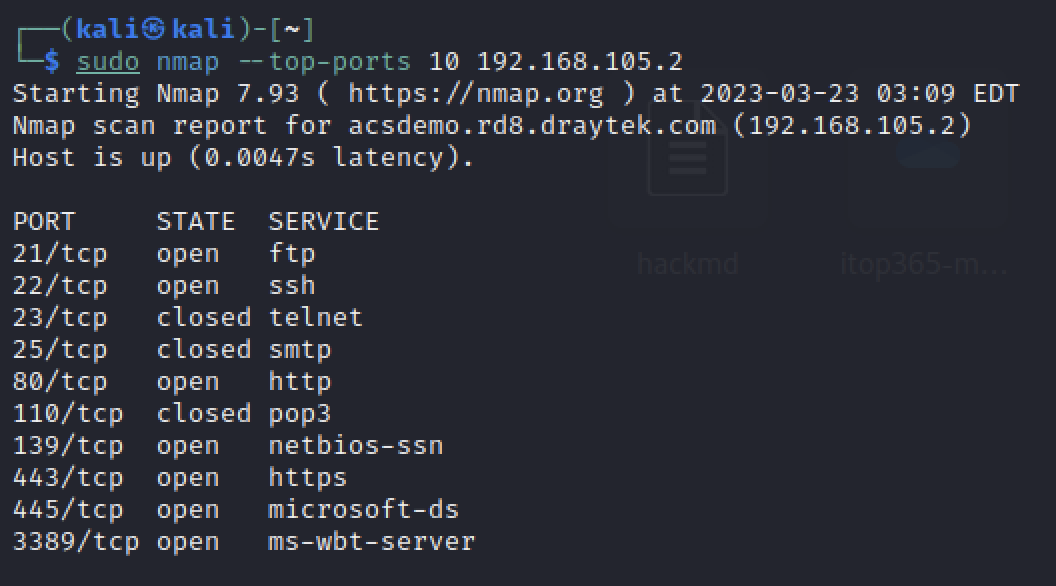 ┌──(kali㉿kali)-[~]
└─$ sudo nmap --top-ports 10 192.168.105.2
Starting Nmap 7.93 ( https://nmap.org ) at 2023-03-23 03:09 EDT
Nmap scan report for acsdemo.rd8.draytek.com (192.168.105.2)
Host is up (0.0047s latency).
hackmd
itop365-m...
PORT     STATE  SERVICE
21/tcp   open   ftp
22/tcp   open   ssh
23/tcp   closed telnet
25/tcp   closed smtp
80/tcp   open   http
110/tcp  closed pop3
139/tcp  open   netbios-ssn
443/tcp  open   https
445/tcp  open   microsoft-ds
3389/tcp open   ms-wbt-server